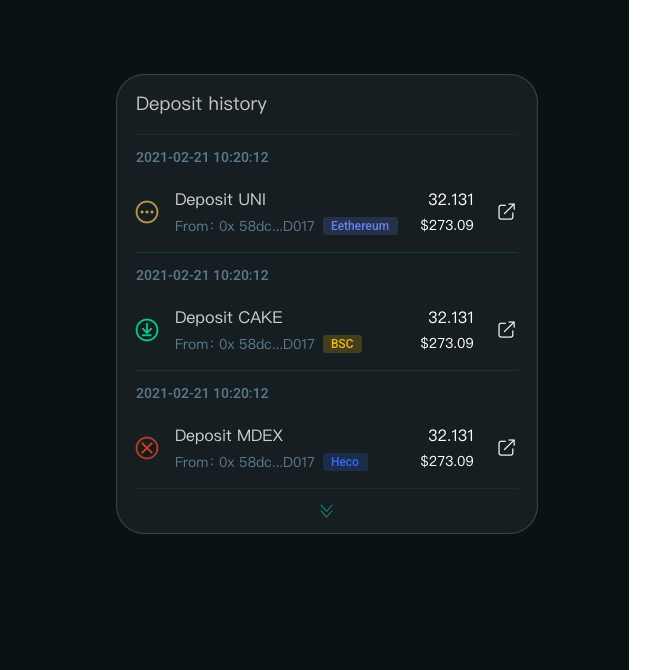 Deposit history
2021-02-21 10:20:12
Deposit UNI 32.131
From: 0x 58dc...D017 Eethereum $273.09
2021-02-21 10:20:12
Deposit CAKE 32.131
From: 0x 58dc...D017 BSC $273.09
2021-02-21 10:20:12
Deposit MDEX 32.131
From: 0x 58dc...D017 Heco $273.09